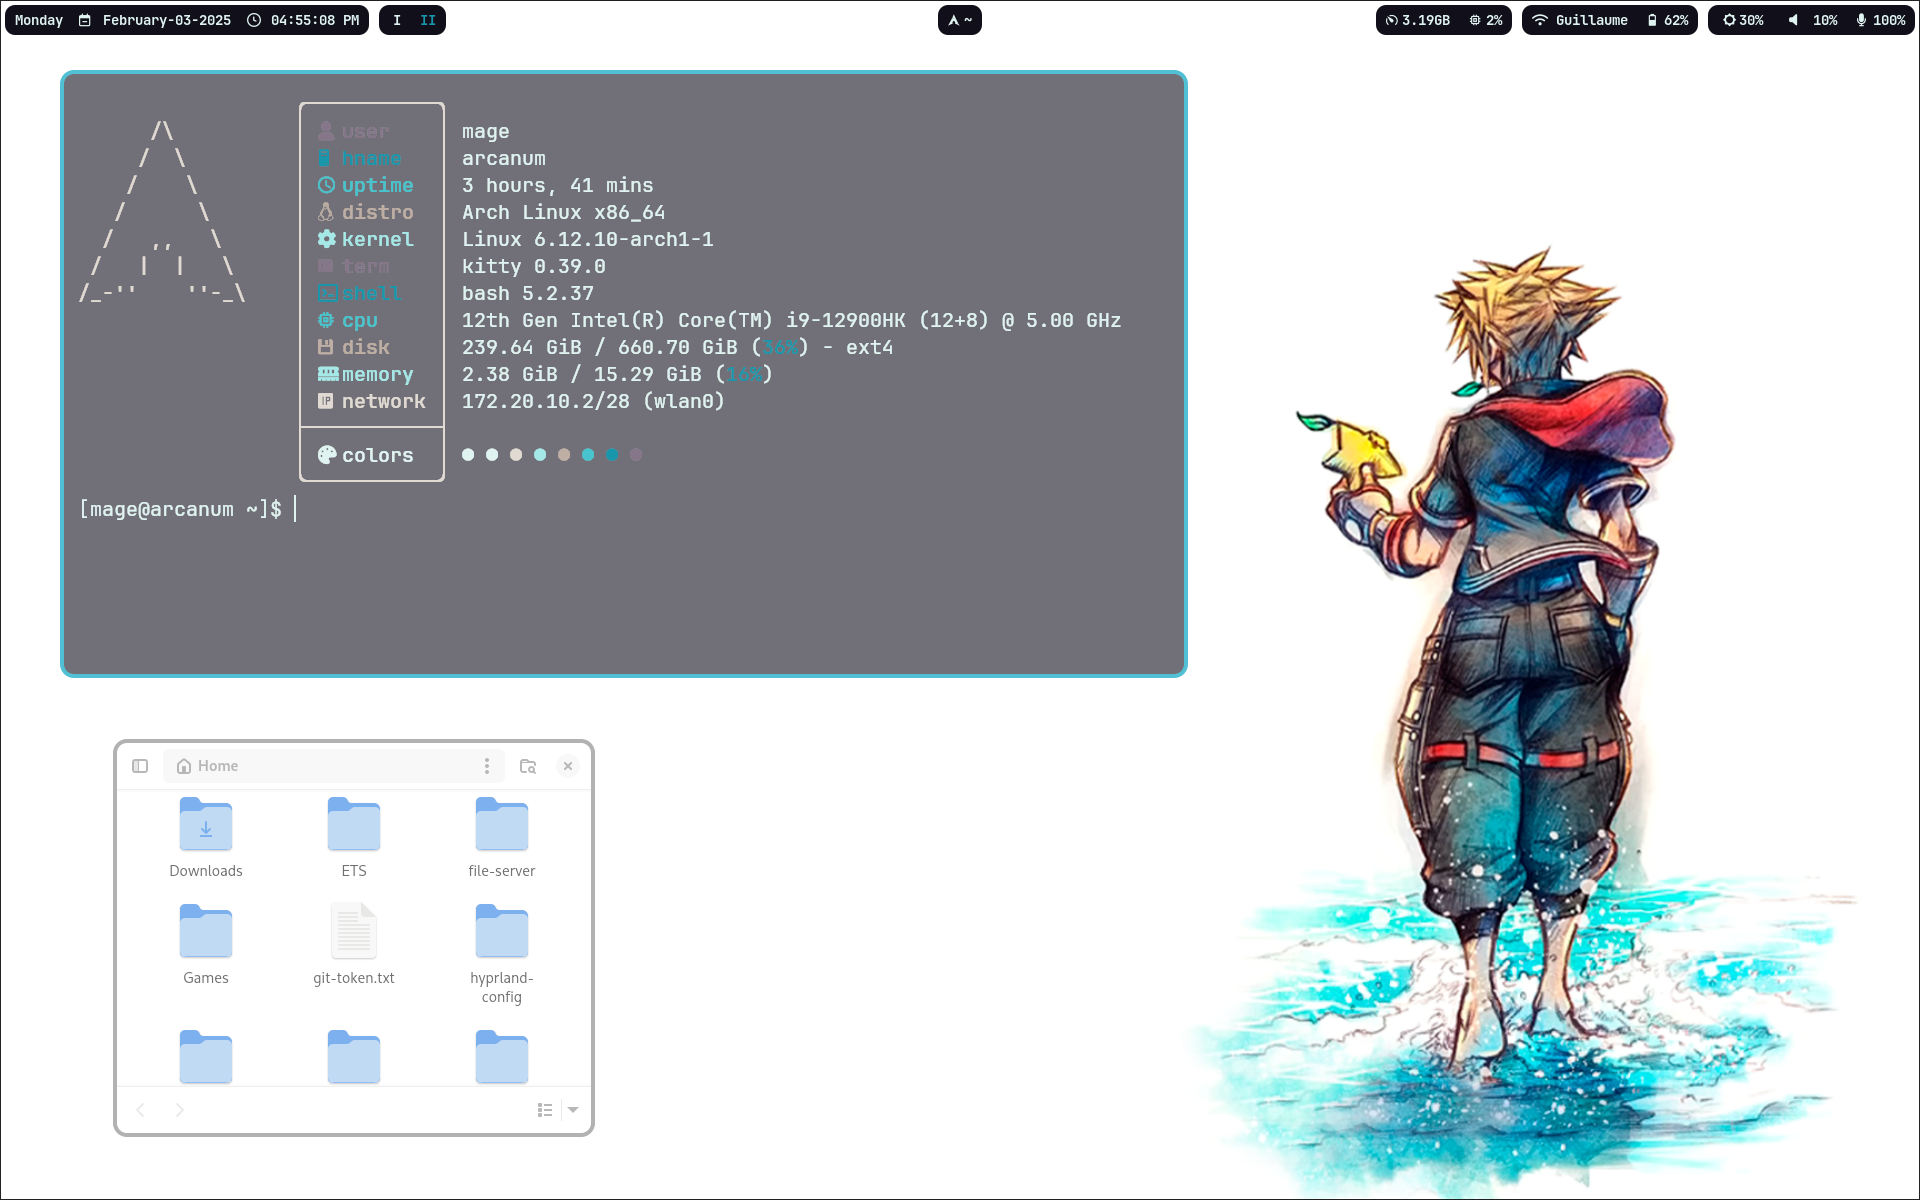 Monday February-03-2025 04:55:08 PM I II ~ 3.19GB 2% Guillaume 62% 30% 10% 100%
user mage
hname arcanum
uptime 3 hours, 41 mins
distro Arch Linux x86_64
kernel Linux 6.12.10-arch1-1
term kitty 0.39.0
shell bash 5.2.37
cpu 12th Gen Intel(R) Core(TM) i9-12900HK (12+8) @ 5.00 GHz
disk 239.64 GiB / 660.70 GiB (36%) - ext4
memory 2.38 GiB / 15.29 GiB (16%)
IP network 172.20.10.2/28 (wlan0)
colors
[mage@arcanum ~]$
Home
Downloads ETS file-server
Games git-token.txt hyprland-
config